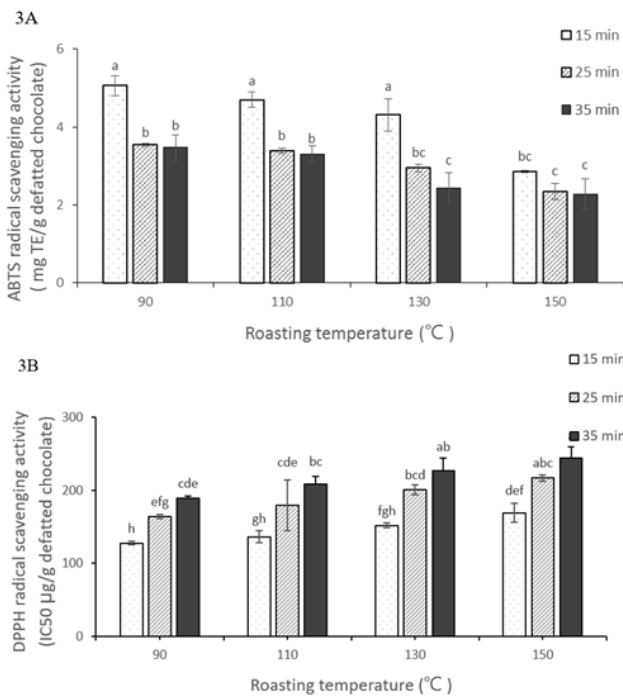 3A
15 min
25 min
35 min
ABTS radical scavenging activity
( mg TE/g defatted chocolate)
6
4
2
0
a
b
b
a
b
b
a
bc
c
bc
c
c
90
110
130
150
Roasting temperature (℃ )
3B
15 min
25 min
35 min
DPPH radical scavenging activity
(IC50 µg/g defatted chocolate)
300
200
100
0
h
efg
cde
gh
cde
bc
fgh
bcd
ab
def
abc
90
110
130
150
Roasting temperature (℃ )